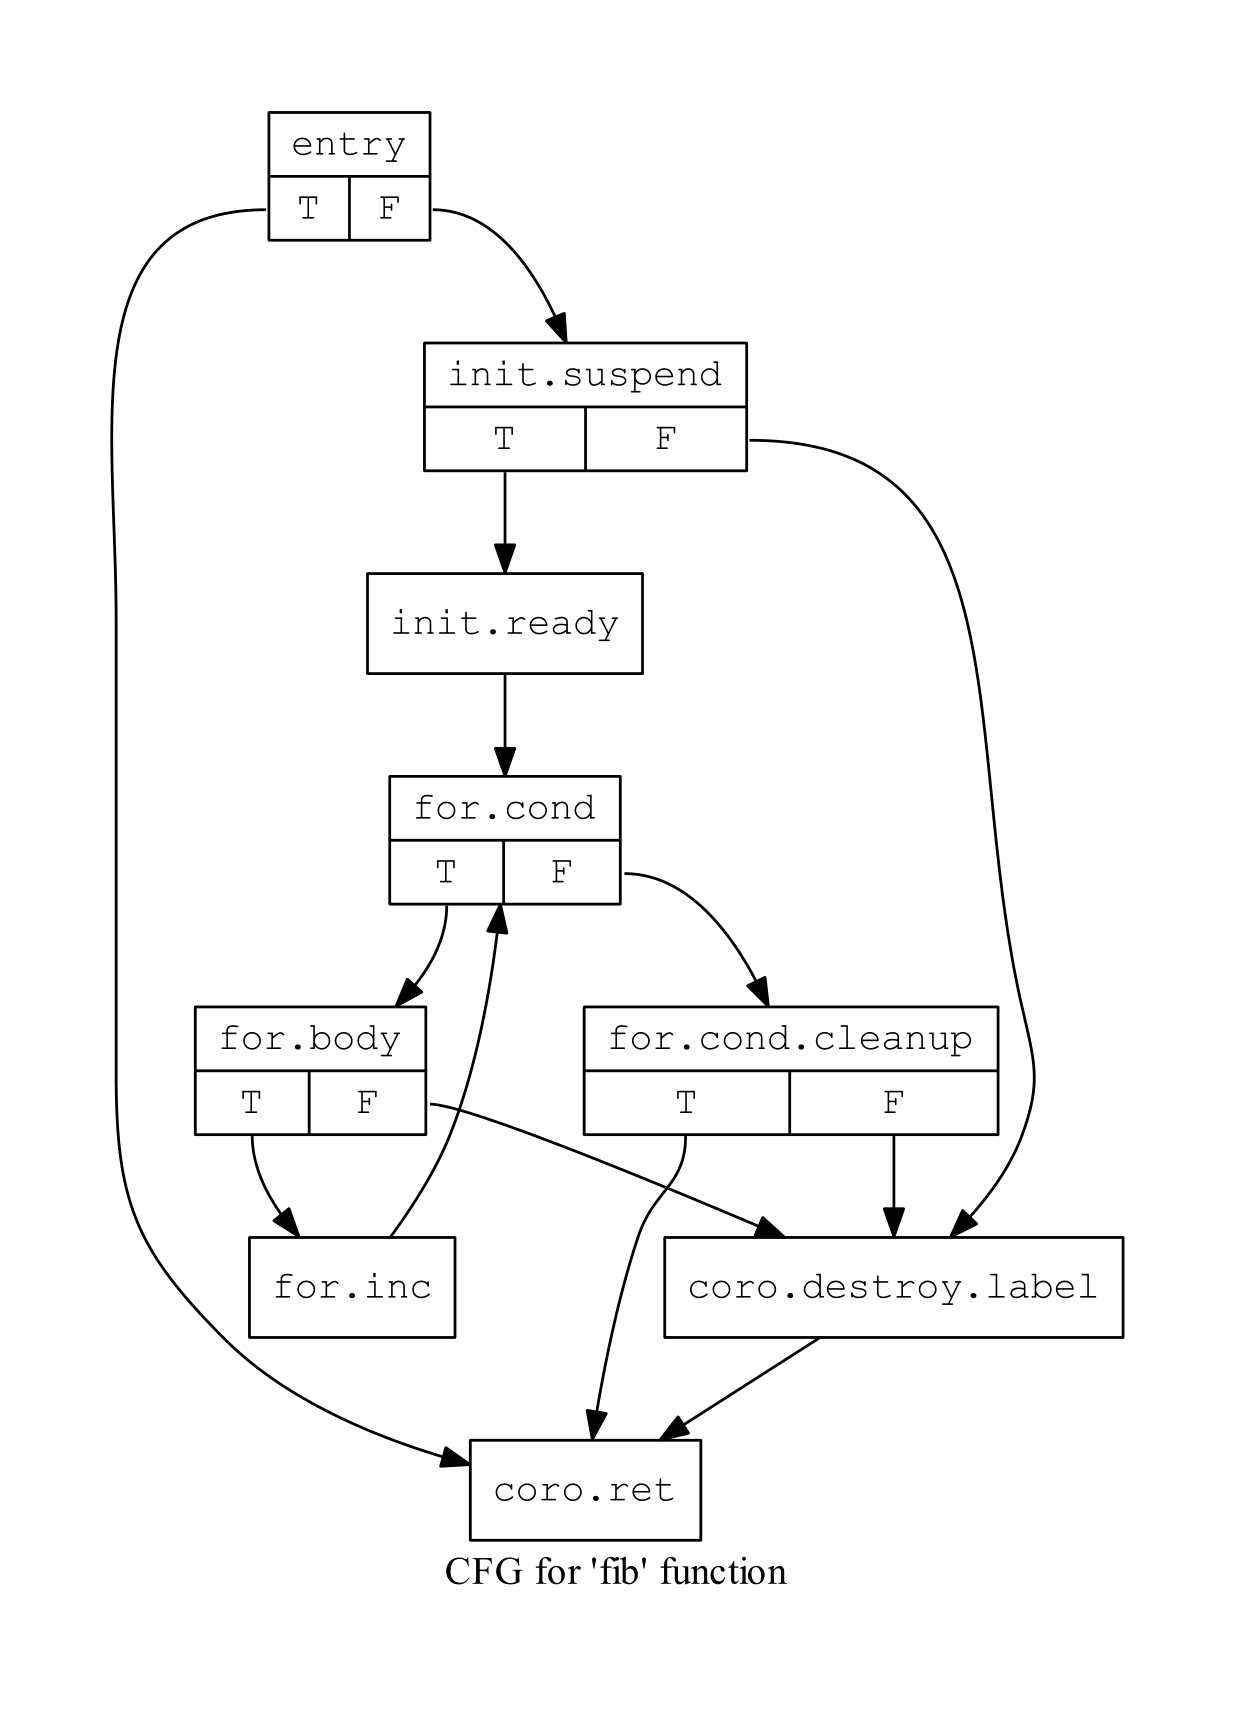 entry
T F
init.suspend
T F
init.ready
for.cond
T F
for.body
T F
for.cond.cleanup
T F
for.inc
coro.destroy.label
coro.ret
CFG for 'fib' function